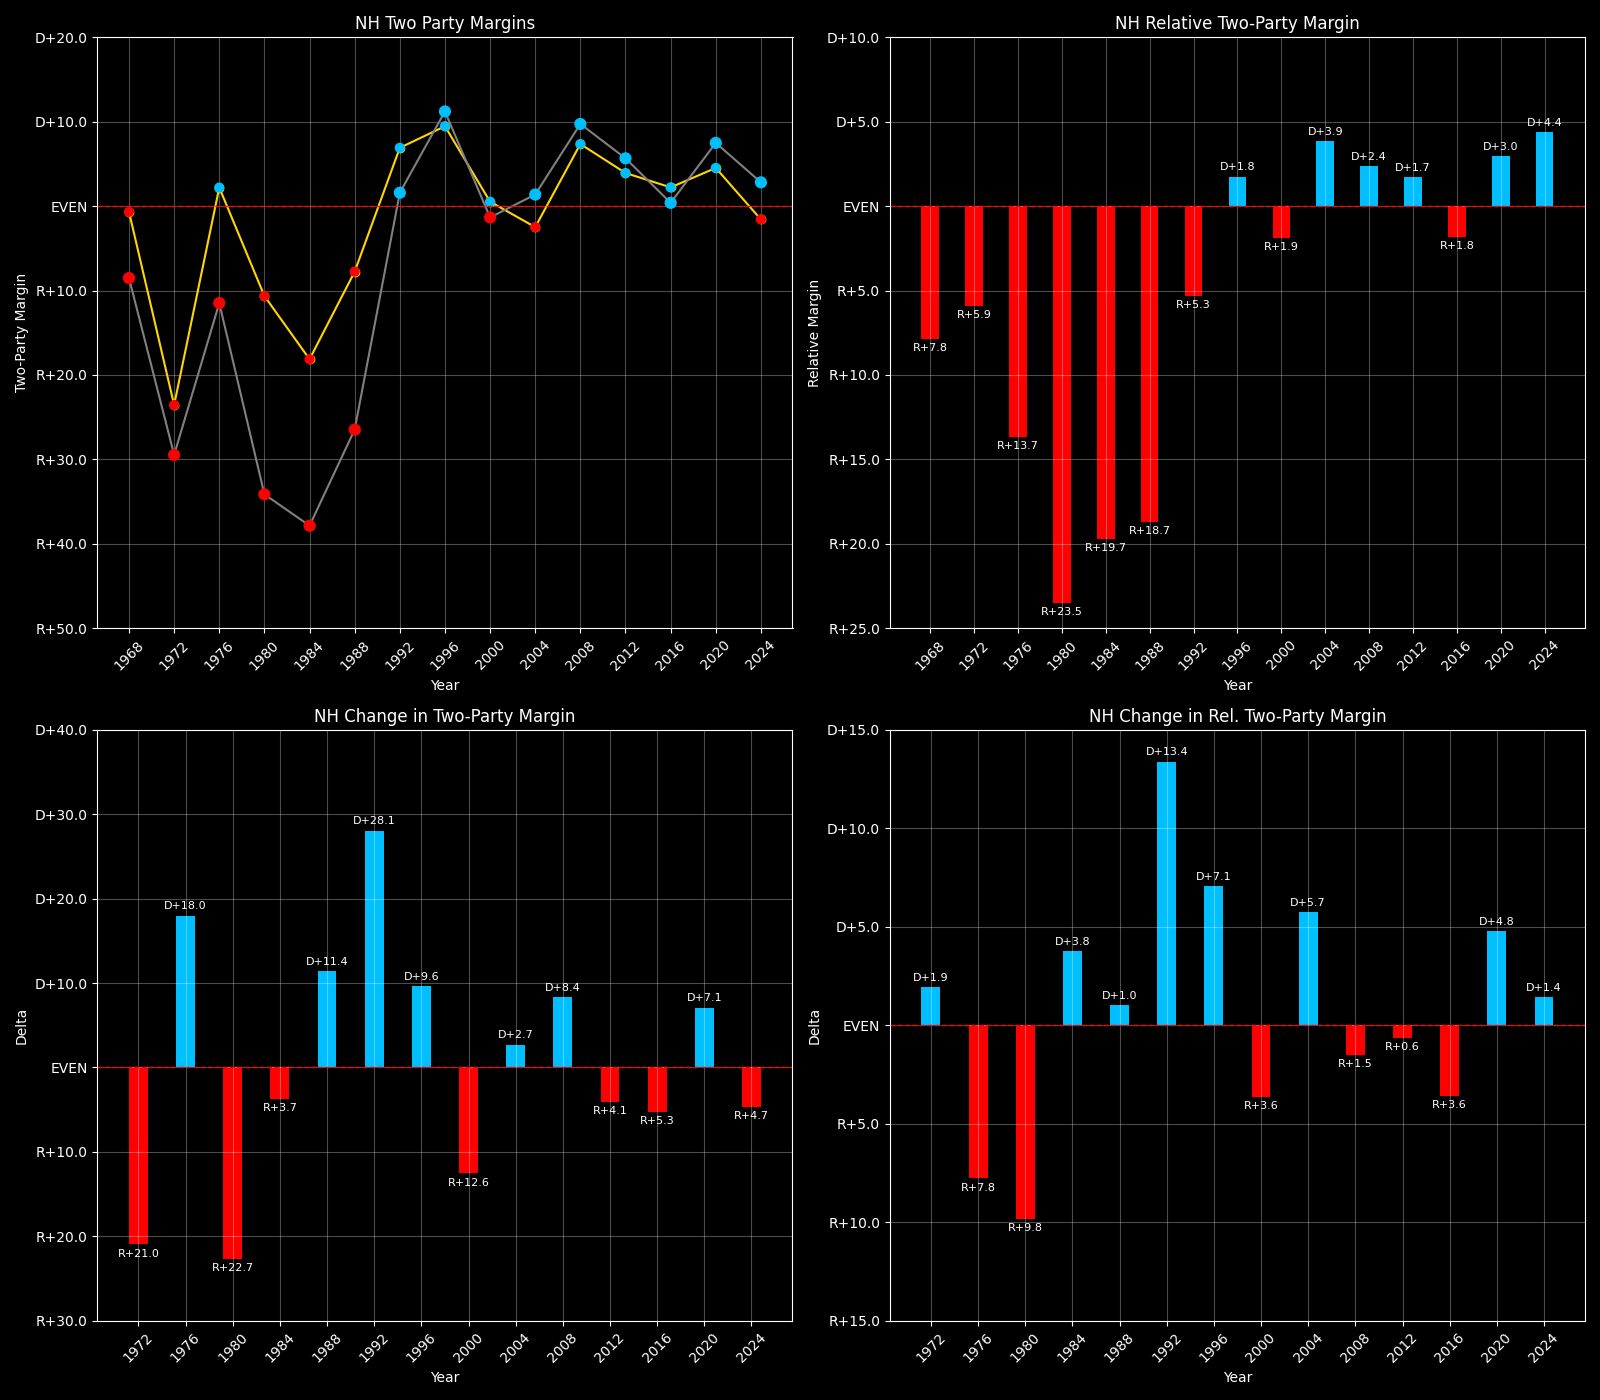 NH Two Party Margins
D+20.0
D+10.0
EVEN
R+10.0
R+20.0
R+30.0
R+40.0
R+50.0
Two-Party Margin
1968
1972
1976
1980
1984
1988
1992
1996
2000
2004
2008
2012
2016
2020
2024
Year
NH Relative Two-Party Margin
D+10.0
D+5.0
EVEN
R+5.0
R+10.0
R+15.0
R+20.0
R+25.0
Relative Margin
R+7.8
R+5.9
R+13.7
R+23.5
R+19.7
R+18.7
R+5.3
D+1.8
R+1.9
D+3.9
D+2.4
D+1.7
R+1.8
D+3.0
D+4.4
1968
1972
1976
1980
1984
1988
1992
1996
2000
2004
2008
2012
2016
2020
2024
Year
NH Change in Two-Party Margin
D+40.0
D+30.0
D+20.0
D+10.0
EVEN
R+10.0
R+20.0
R+30.0
Delta
R+21.0
D+18.0
R+22.7
R+3.7
D+11.4
D+28.1
D+9.6
R+12.6
D+2.7
D+8.4
R+4.1
R+5.3
D+7.1
R+4.7
1972
1976
1980
1984
1988
1992
1996
2000
2004
2008
2012
2016
2020
2024
Year
NH Change in Rel. Two-Party Margin
D+15.0
D+10.0
D+5.0
EVEN
R+5.0
R+10.0
R+15.0
Delta
D+1.9
R+7.8
R+9.8
D+3.8
D+1.0
D+13.4
D+7.1
R+3.6
D+5.7
R+1.5
R+0.6
R+3.6
D+4.8
D+1.4
1972
1976
1980
1984
1988
1992
1996
2000
2004
2008
2012
2016
2020
2024
Year